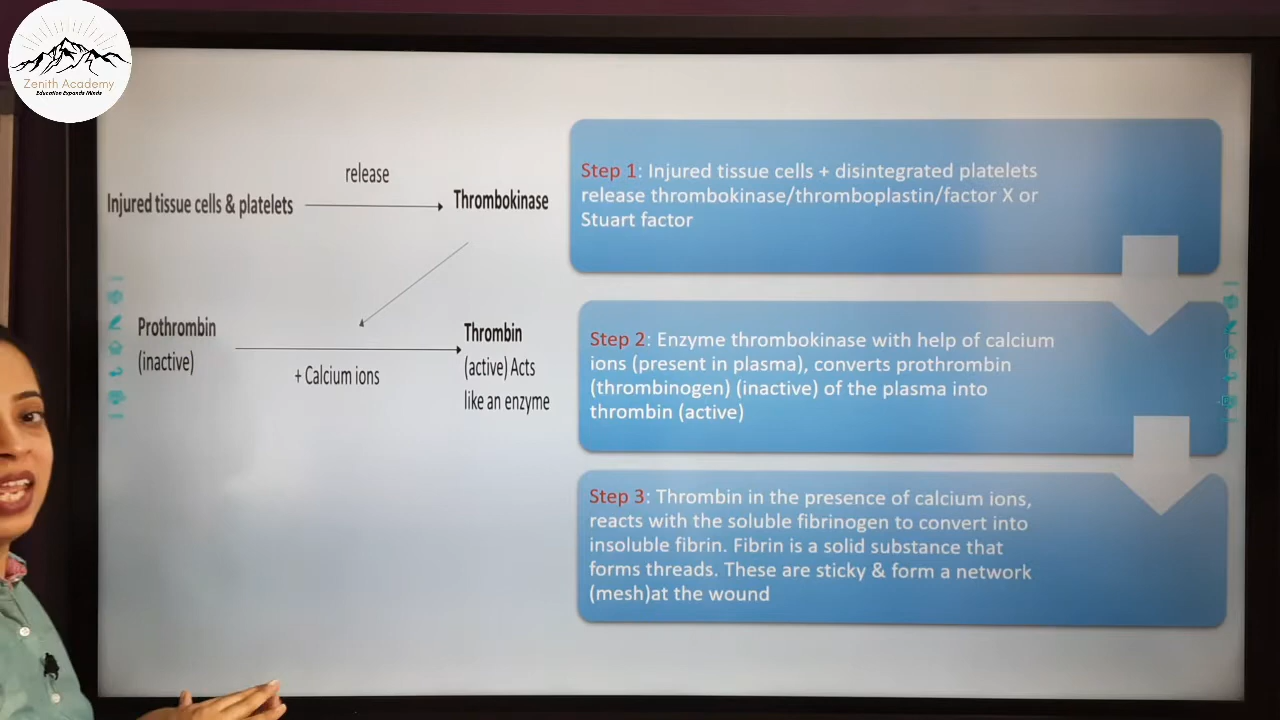 Zenith Academy
Education Expands Minds
release
Injured tissue cells & platelets
Thrombokinase
Prothrombin
(inactive)
+ Calcium ions
Thrombin
(active) Acts
like an enzyme
Step 1: Injured tissue cells + disintegrated platelets
release thrombokinase/thromboplastin/factor X or
Stuart factor
Step 2: Enzyme thrombokinase with help of calcium
ions (present in plasma), converts prothrombin
(thrombinogen) (inactive) of the plasma into
thrombin (active)
Step 3: Thrombin in the presence of calcium ions,
reacts with the soluble fibrinogen to convert into
insoluble fibrin. Fibrin is a solid substance that
forms threads. These are sticky & form a network
(mesh)at the wound